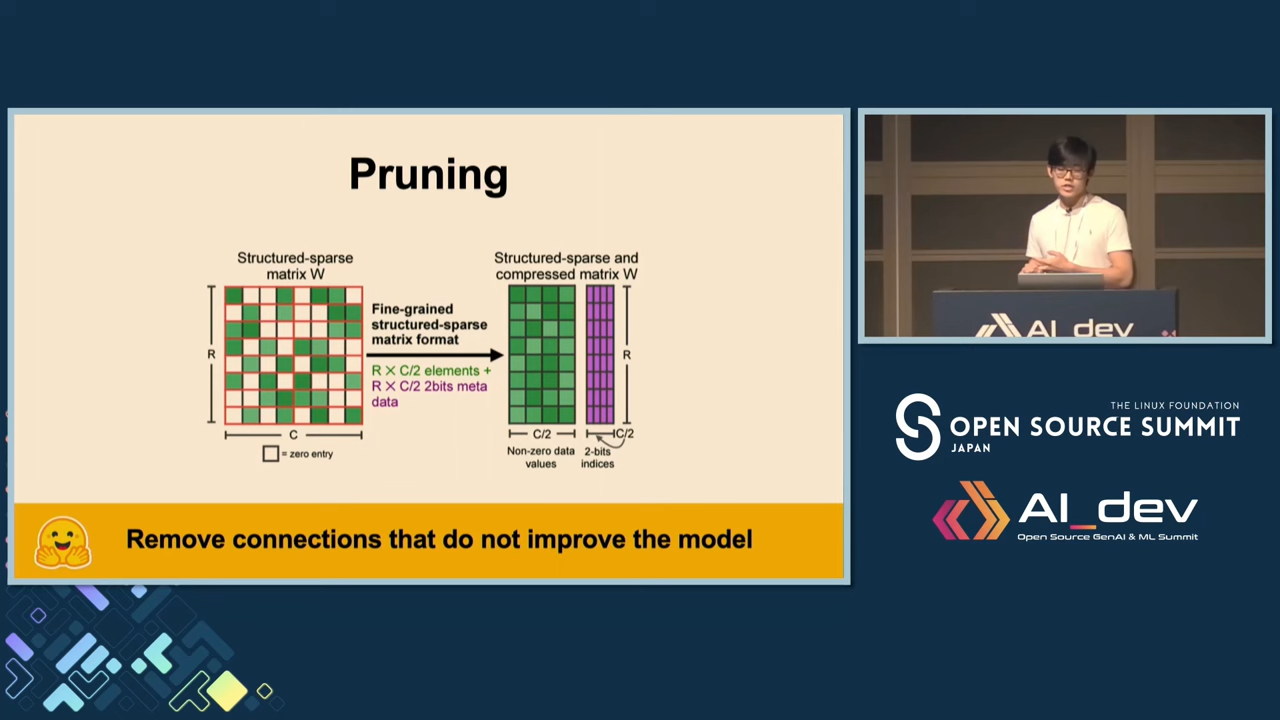 Pruning
Structured-sparse
matrix W
Structured-sparse and
compressed matrix W
Fine-grained
structured-sparse
matrix format
R
R
R X C/2 elements +
R X C/2 2bits meta
data
C
C/2
C/2
= zero entry
Non-zero data
values
2-bits
indices
Remove connections that do not improve the model
AI_dev
THE LINUX FOUNDATION
OPEN SOURCE SUMMIT
JAPAN
AI_dev
Open Source GenAI & ML Summit